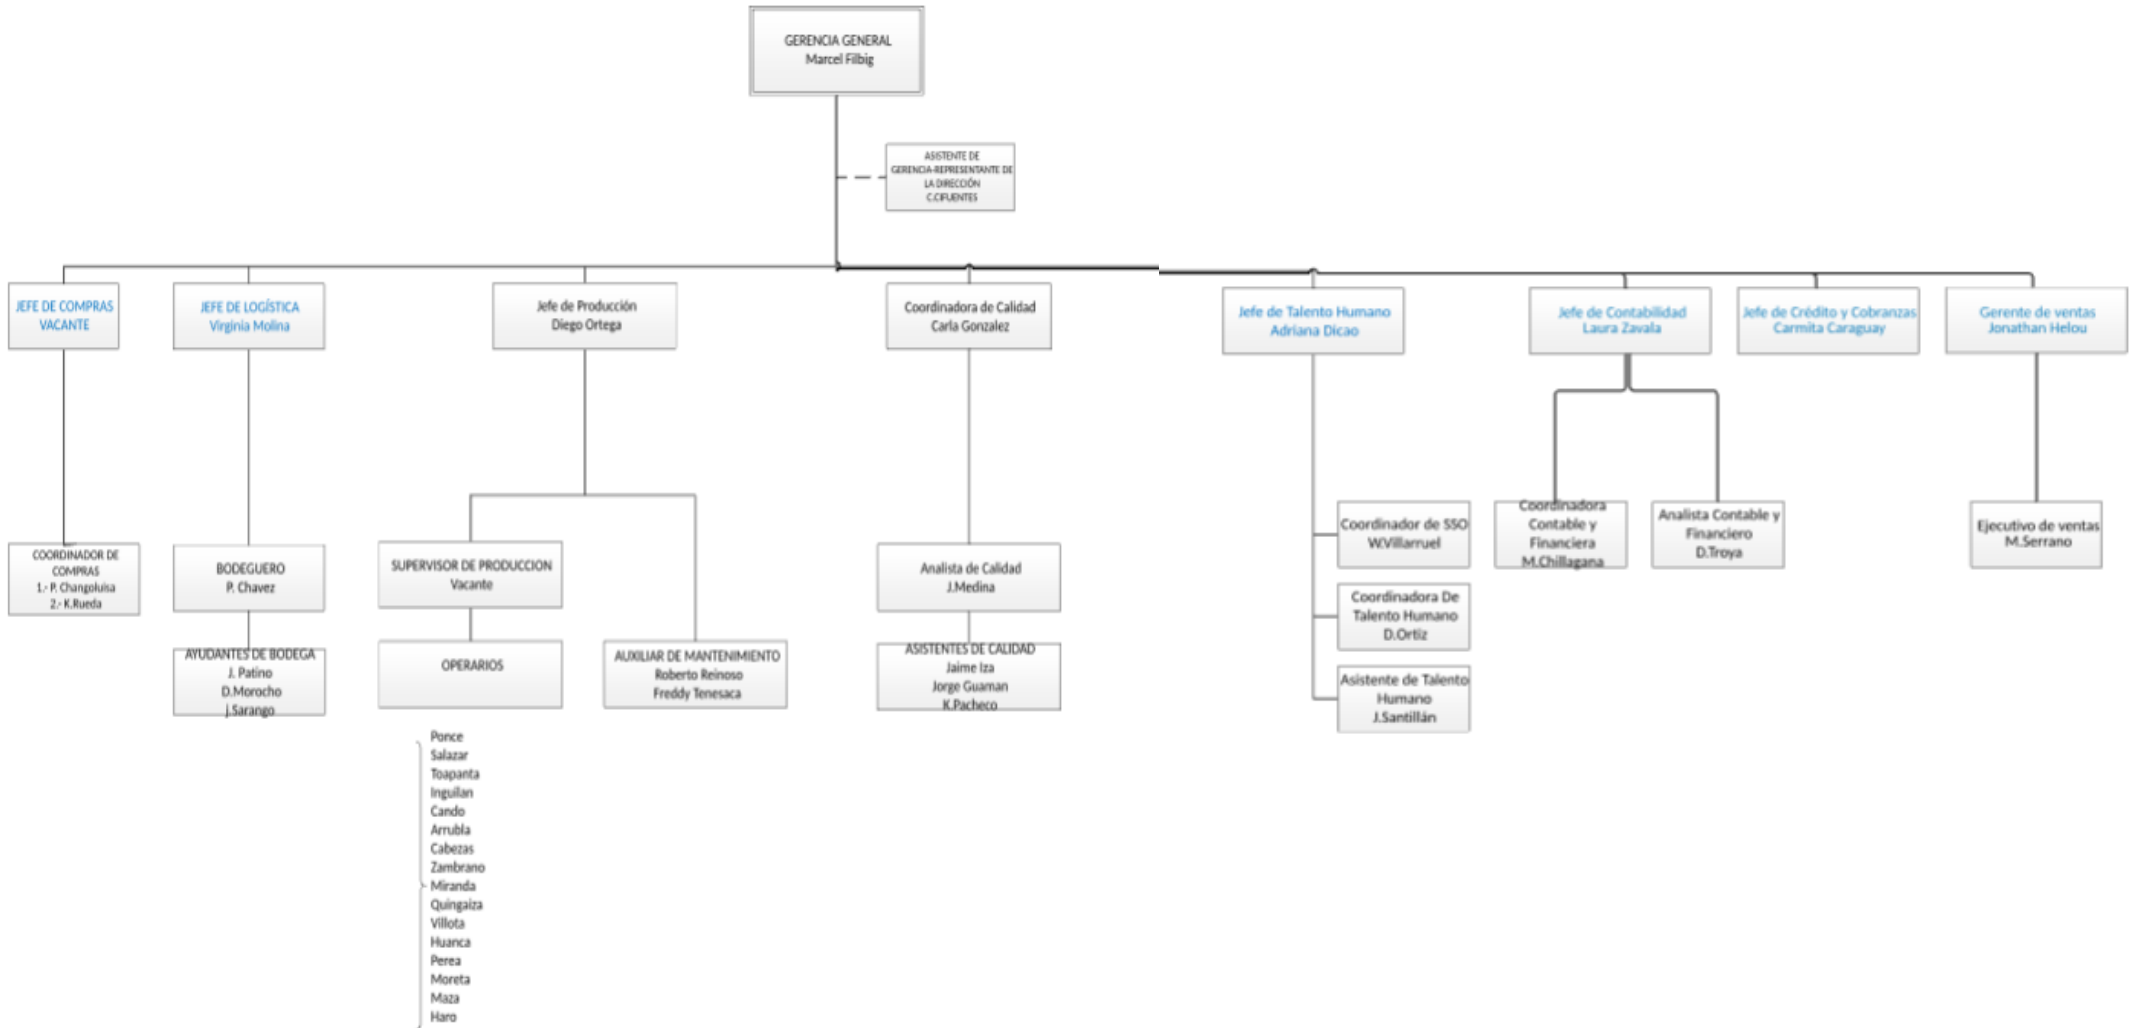 GERENCIA GENERAL
Marcel Filbig
ASISTENTE DE
GERENCIA-REPRESENTANTE DE
LA DIRECCIÓN
C.CIFUENTES
JEFE DE COMPRAS
VACANTE
JEFE DE LOGÍSTICA
Virginia Molina
Jefe de Producción
Diego Ortega
Coordinadora de Calidad
Carla Gonzalez
Jefe de Talento Humano
Adriana Dicao
Jefe de Contabilidad
Laura Zavala
Jefe de Crédito y Cobranzas
Carmita Caraguay
Gerente de ventas
Jonathan Helou
COORDINADOR DE
COMPRAS
1.- P. Changoluisa
2.- K.Rueda
BODEGUERO
P. Chavez
AYUDANTES DE BODEGA
J. Patino
D.Morocho
j.Sarango
SUPERVISOR DE PRODUCCION
Vacante
OPERARIOS
AUXILIAR DE MANTENIMIENTO
Roberto Reinoso
Freddy Tenesaca
Analista de Calidad
J.Medina
ASISTENTES DE CALIDAD
Jaime Iza
Jorge Guaman
K.Pacheco
Coordinador de SSO
W.Villarruel
Coordinadora De
Talento Humano
D.Ortiz
Asistente de Talento
Humano
J.Santillán
Coordinadora
Contable y
Financiera
M.Chillagana
Analista Contable y
Financiero
D.Troya
Ejecutivo de ventas
M.Serrano
Ponce
Salazar
Toapanta
Inguilan
Cando
Arrubla
Cabezas
Zambrano
Miranda
Quingaiza
Villota
Huanca
Perea
Moreta
Maza
Haro